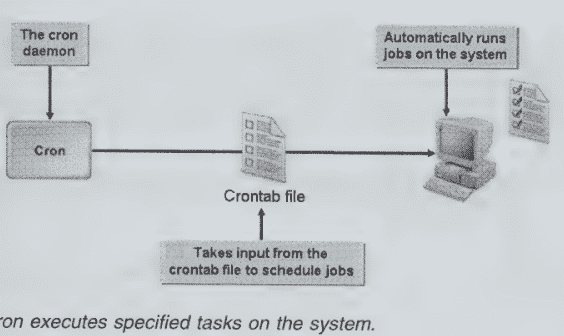 The cron
daemon
Automatically runs
jobs on the system
Cron
Crontab file
Takes input from the
crontab file to schedule jobs
ron executes specified tasks on the system.